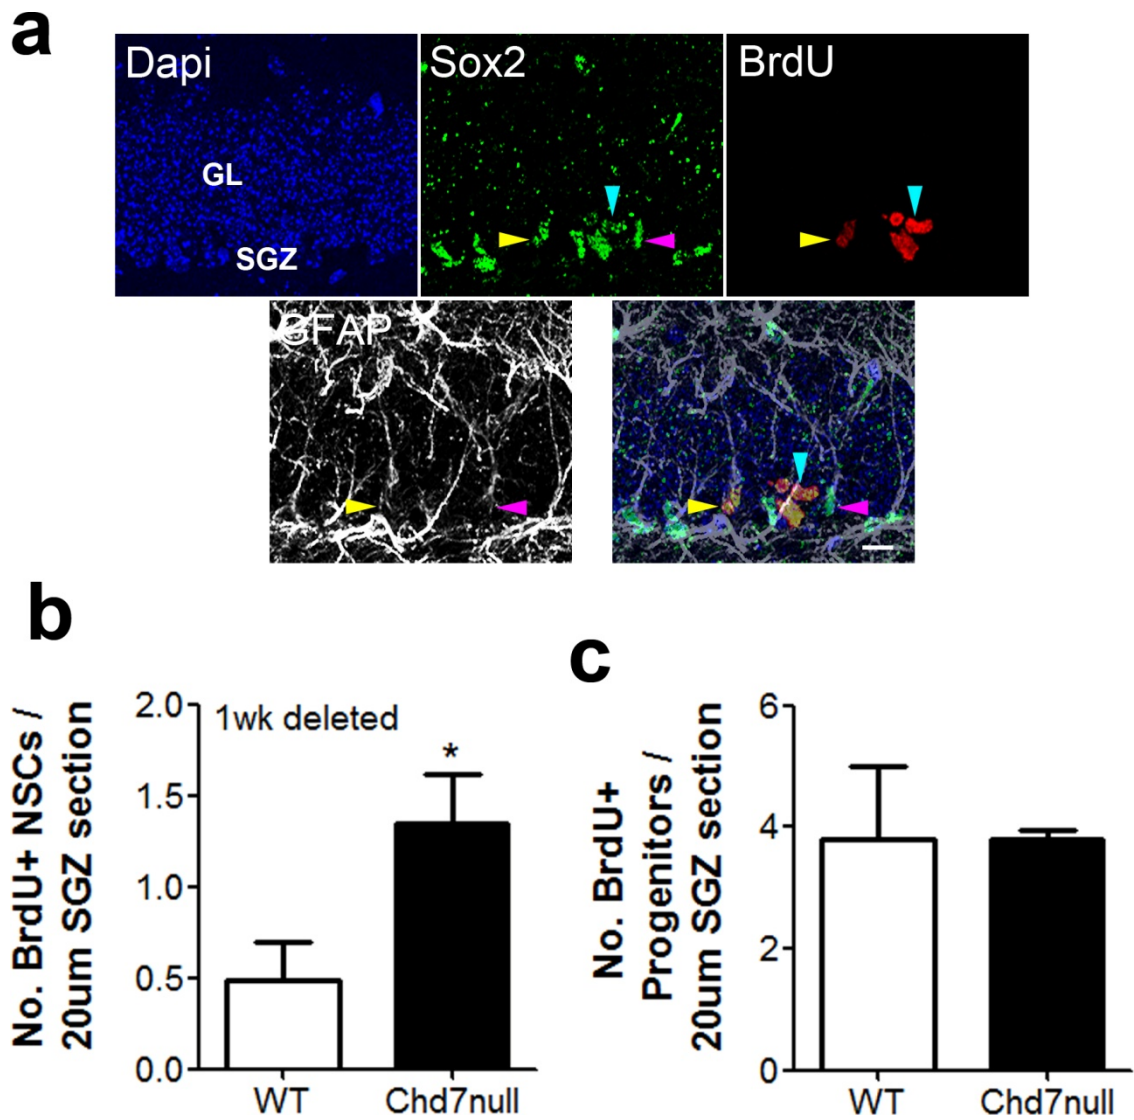 a
Dapi
Sox2
BrdU
GL
SGZ
GFAP
b
No. BrdU+ NSCs /
20um SGZ section
2.0
1.5
1.0
0.5
0.0
1wk deleted
*
WT
Chd7null
c
No. BrdU+
Progenitors /
20um SGZ section
6
4
2
0
WT
Chd7null